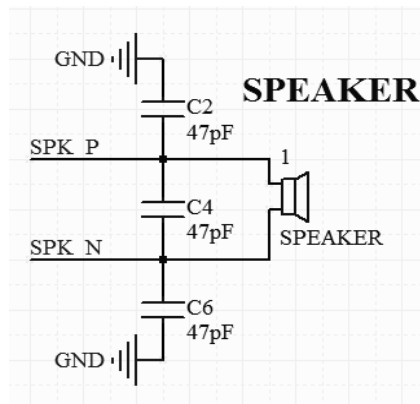 GND
C2
SPEAKER
47pF
SPK_P
1
C4
47pF
SPK_N
SPEAKER
C6
47pF
GND